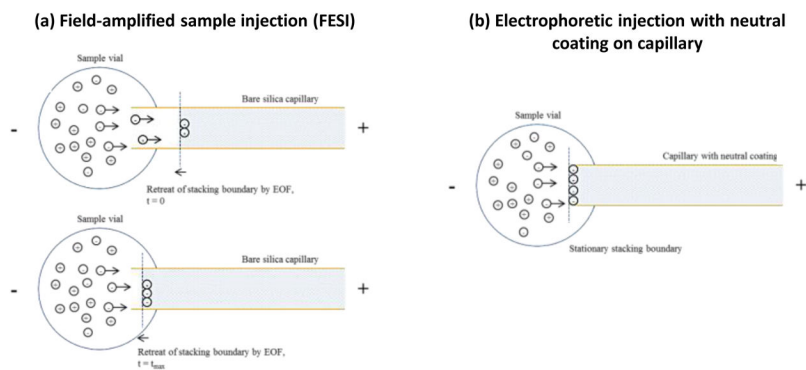 (a) Field-amplified sample injection (FESI)
Sample vial
Bare silica capillary
-
+
Retreat of stacking boundary by EOF,
t = 0
Sample vial
Bare silica capillary
-
+
Retreat of stacking boundary by EOF,
t = tmax
(b) Electrophoretic injection with neutral
coating on capillary
Sample vial
Capillary with neutral coating
-
+
Stationary stacking boundary